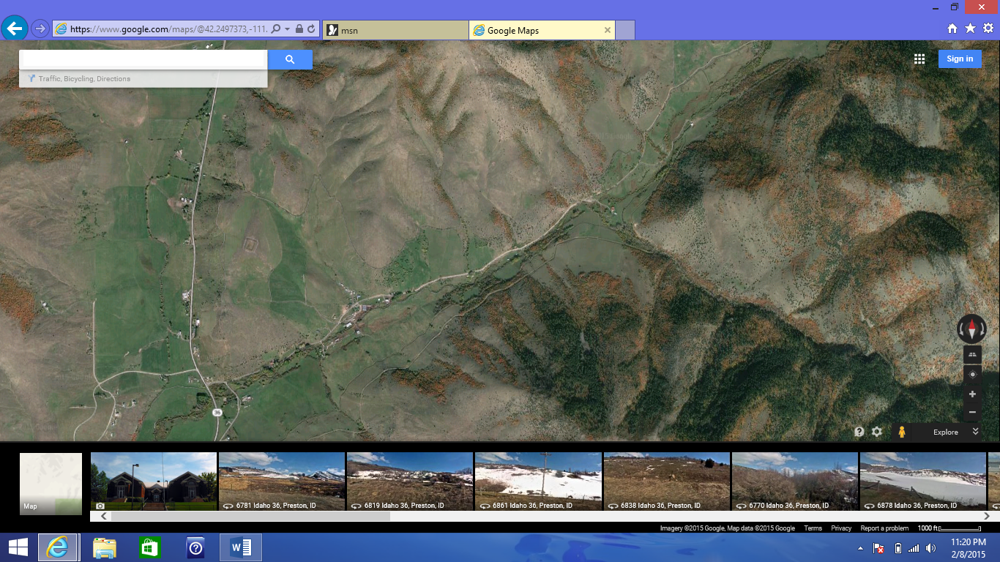 https://www.google.com/maps/@42.2497373,-111.
msn
Google Maps
Sign in
Traffic, Bicycling, Directions
36
Explore
Map
6781 Idaho 36, Preston, ID
6819 Idaho 36, Preston, ID
6861 Idaho 36, Preston, ID
6838 Idaho 36, Preston, ID
6770 Idaho 36, Preston, ID
6878 Idaho 36, Preston, ID
Imagery ©2015 Google, Map data ©2015 Google Terms Privacy Report a problem 1000 ft
11:20 PM
2/8/2015